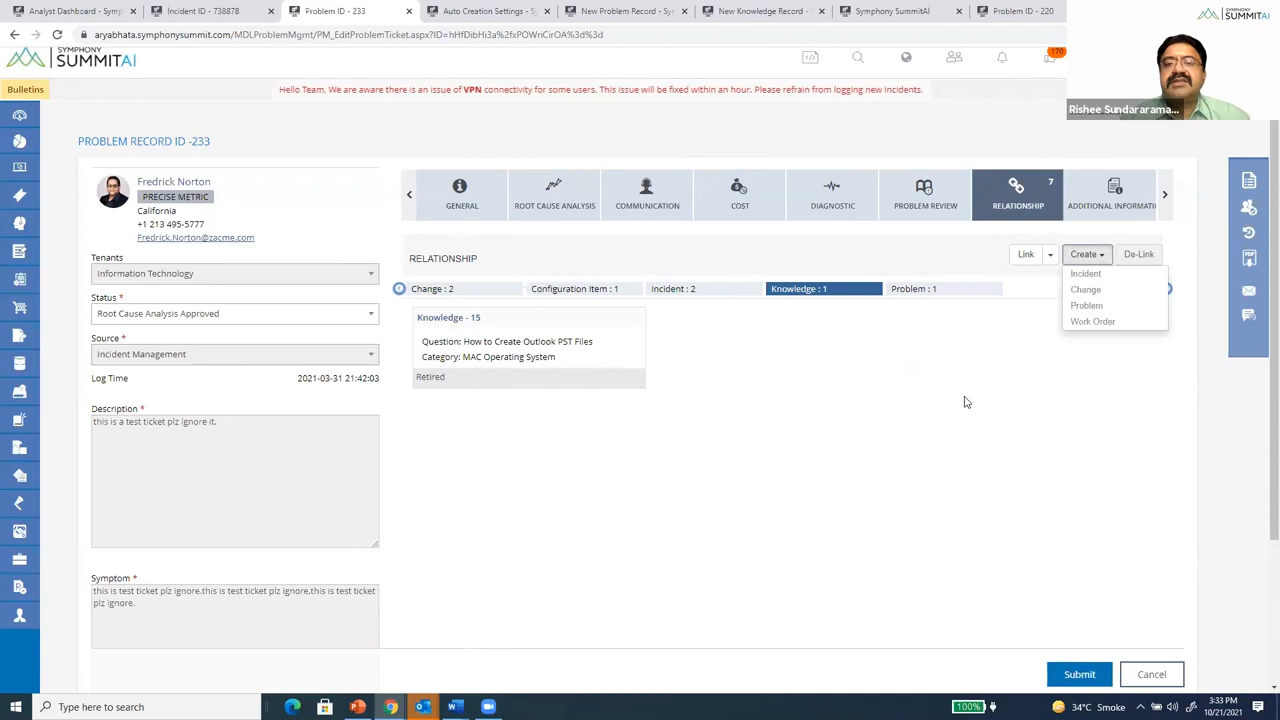 Analyst Dashboard - Symp
Incident ID - 738878
Problem ID - 233
Auto Creation Settings - Sy
New Problem Record - Sy
New Knowledge Record -
Symphony SummitAI
Problem ID - 220
aryabhata.symphonysummit.com/MDLProblemMgmt/PM_EditProblemTicket.aspx?ID=hHfDibHi3a%2fxPOWriCirOA%3d%3d
SYMPHONY
SUMMITAI
170
SYMPHONY
SUMMITAI
Bulletins
Hello Team, We are aware there is an issue of VPN connectivity for some users. This issue will be fixed within an hour. Please refrain from logging new incidents.
Rishee Sundararama...
PROBLEM RECORD ID -233
Fredrick Norton
PRECISE METRIC
California
+1 213 495-5777
Fredrick.Norton@zacme.com
GENERAL
ROOT CAUSE ANALYSIS
COMMUNICATION
COST
DIAGNOSTIC
PROBLEM REVIEW
7
RELATIONSHIP
ADDITIONAL INFORMATI
Tenants
Information Technology
Status *
Root Cause Analysis Approved
Source *
Incident Management
Log Time 2021-03-31 21:42:03
Description *
this is a test ticket plz ignore it.
Symptom *
this is test ticket plz ignore.this is test ticket plz ignore.this is test ticket
plz ignore.
RELATIONSHIP
Link
Create
De-Link
Incident
Change
Problem
Work Order
Change : 2
Configuration Item : 1
Incident : 2
Knowledge : 1
Problem : 1
Knowledge - 15
Question: How to Create Outlook PST Files
Category: MAC Operating System
Retired
Submit
Cancel
Type here to search
100%
34°C Smoke
3:33 PM
10/21/2021